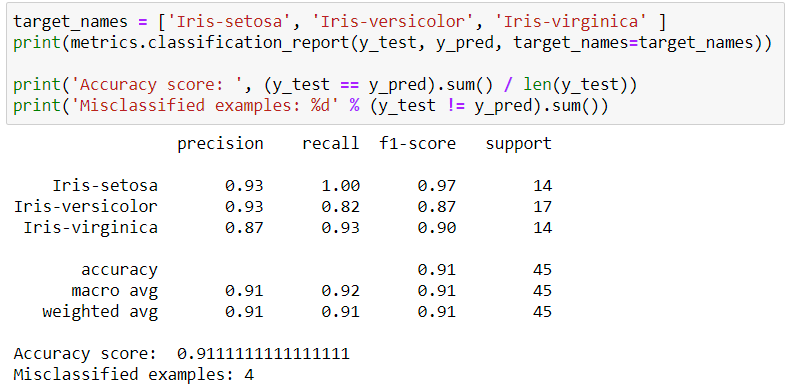 target_names = ['Iris-setosa', 'Iris-versicolor', 'Iris-virginica' ]
print(metrics.classification_report(y_test, y_pred, target_names=target_names))
print('Accuracy score: ', (y_test == y_pred).sum() / len(y_test))
print('Misclassified examples: %d' % (y_test != y_pred).sum())
precision recall f1-score support
Iris-setosa 0.93 1.00 0.97 14
Iris-versicolor 0.93 0.82 0.87 17
Iris-virginica 0.87 0.93 0.90 14
accuracy 0.91 45
macro avg 0.91 0.92 0.91 45
weighted avg 0.91 0.91 0.91 45
Accuracy score:  0.9111111111111111
Misclassified examples: 4